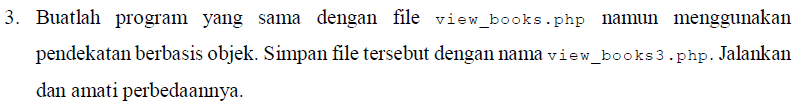 3. Buatlah program yang sama dengan file view_books.php namun menggunakan
pendekatan berbasis objek. Simpan file tersebut dengan nama view_books3.php. Jalankan
dan amati perbedaannya.